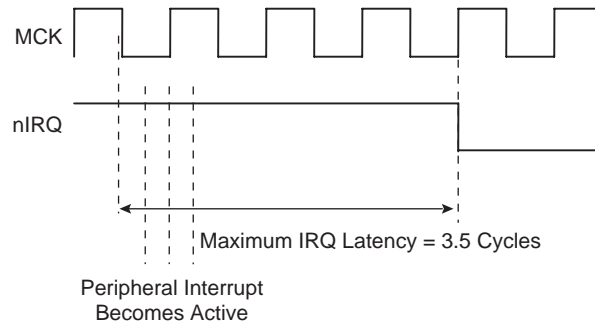 MCK
nIRQ
Maximum IRQ Latency = 3.5 Cycles
Peripheral Interrupt
Becomes Active